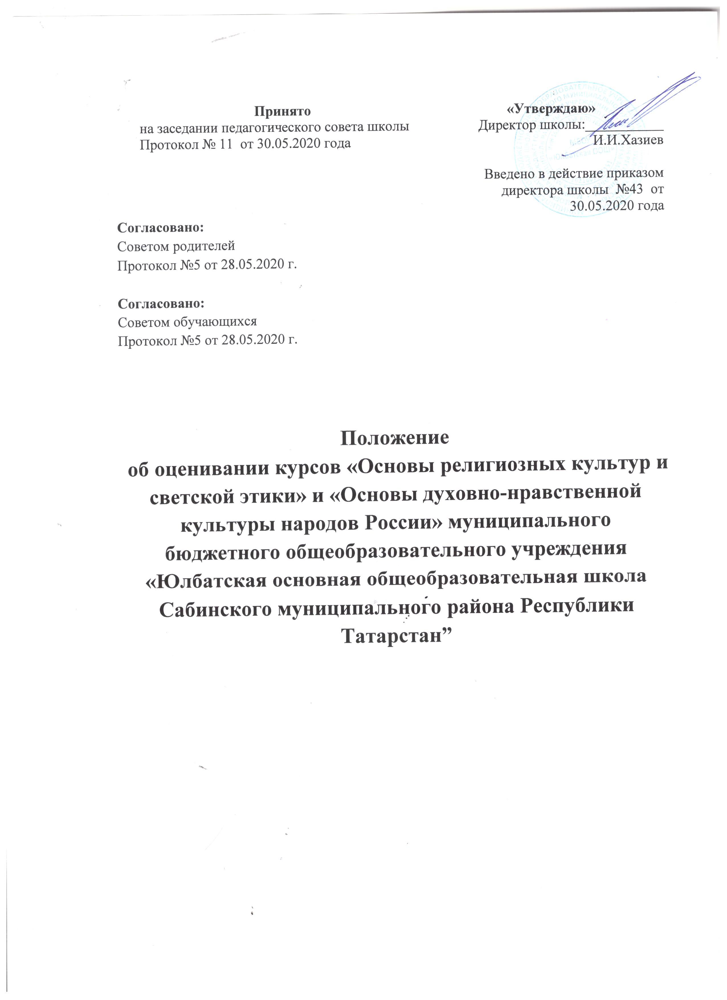 Принято
на заседании педагогического совета школы
Протокол № 11 от 30.05.2020 года
«Утверждаю»
Директор школы:___________
И.И.Хазиев
Введено в действие приказом
директора школы №43 от
30.05.2020 года
Согласовано:
Советом родителей
Протокол №5 от 28.05.2020 г.
Согласовано:
Советом обучающихся
Протокол №5 от 28.05.2020 г.
Положение
об оценивании курсов «Основы религиозных культур и
светской этики» и «Основы духовно-нравственной
культуры народов России» муниципального
бюджетного общеобразовательного учреждения
«Юлбатская основная общеобразовательная школа
Сабинского муниципального района Республики
Татарстан”